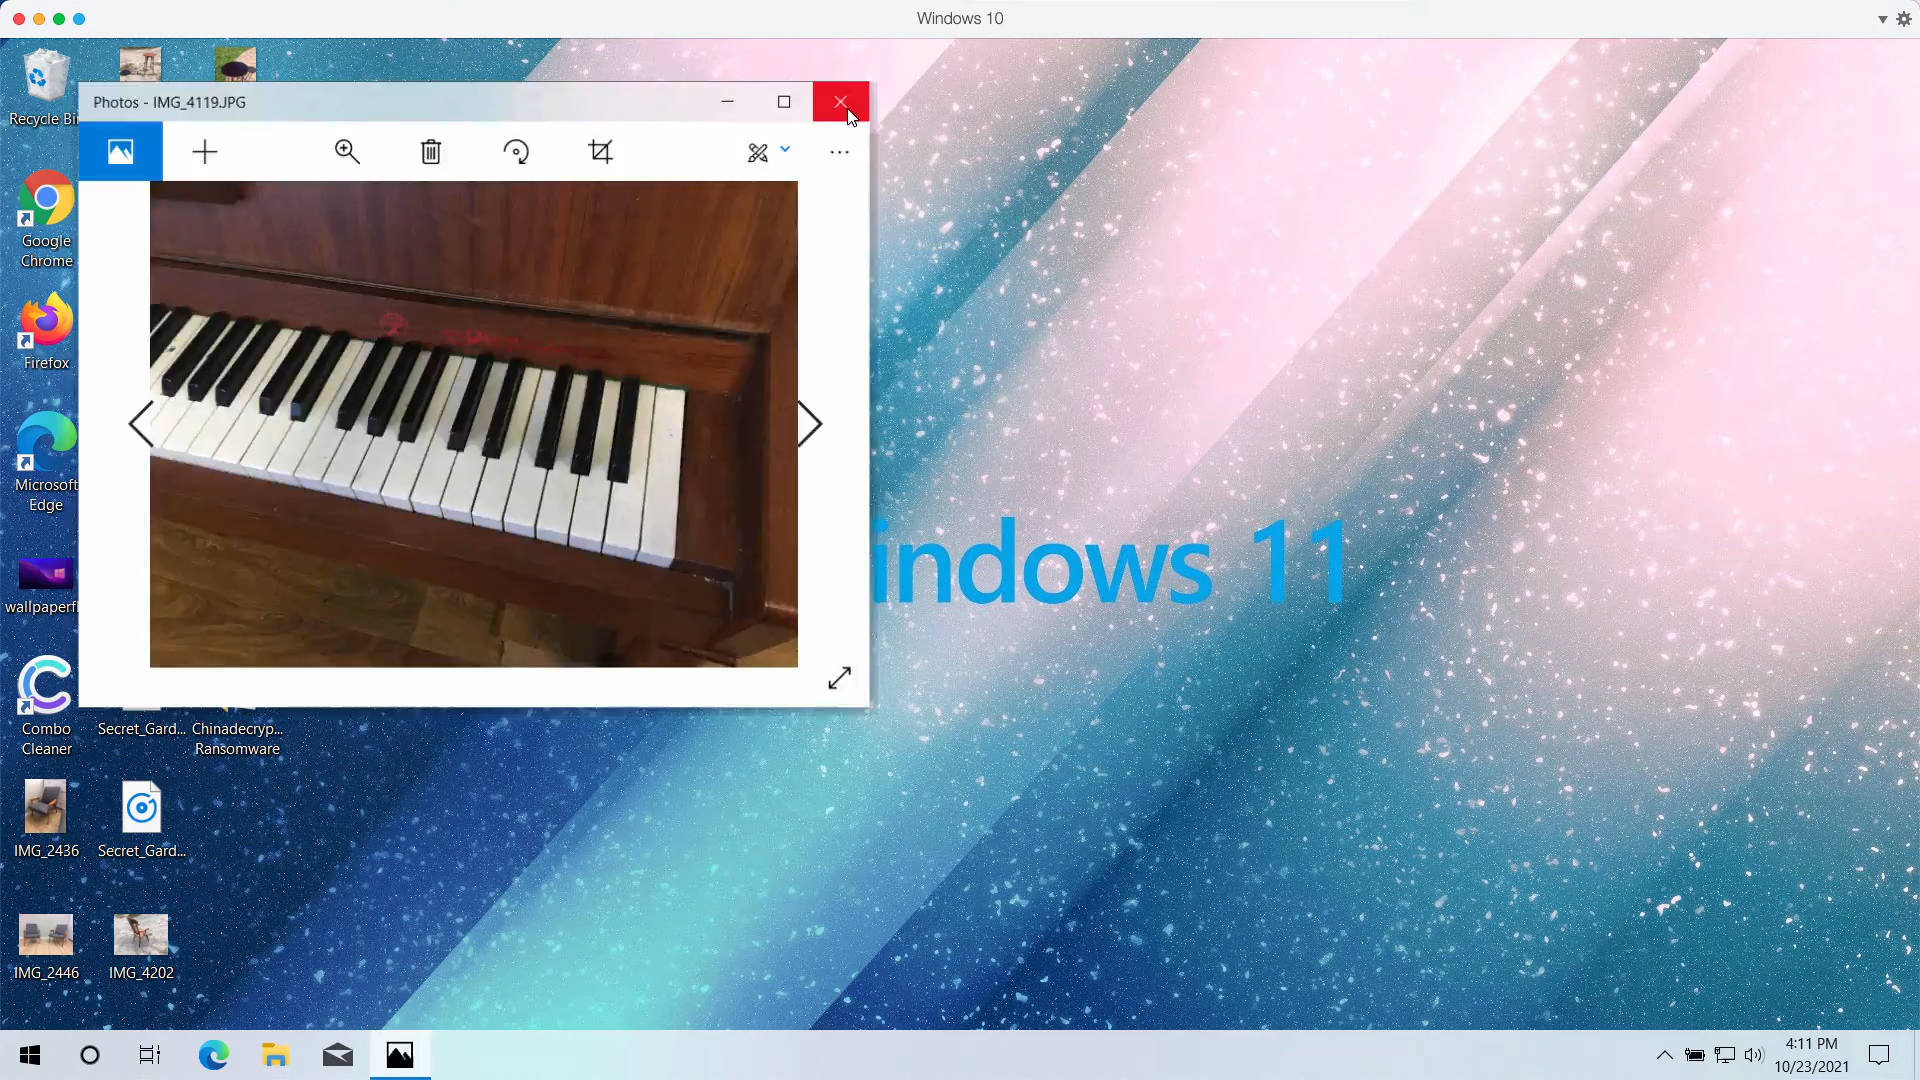 Windows 10
Recycle Bi
Photos - IMG_4119.JPG
Google
Chrome
Firefox
Microsoft
Edge
indows 11
wallpaperfl
Combo
Cleaner
Secret_Gard...
Chinadecryp...
Ransomware
IMG_2436
Secret_Gard...
IMG_2446
IMG_4202
4:11 PM
10/23/2021